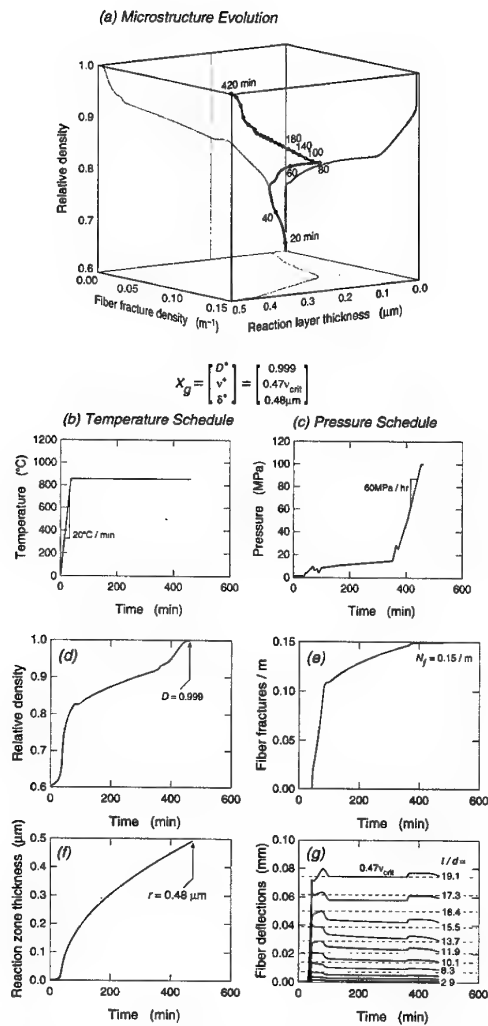 (a) Microstructure Evolution
1.0
0.9
0.8
0.7
0.6
Relative density
420 min
180
140
100
80
60
40
20 min
0.00
0.05
0.10
0.15
Fiber fracture density (m⁻¹)
0.5
0.4
0.3
0.2
0.1
0.0
Reaction layer thickness (μm)
Xg = [D* ν* δ*] = [0.999 0.47νcrit 0.48μm]
(b) Temperature Schedule
1200
1000
800
600
400
200
0
Temperature (°C)
20°C / min
0 200 400 600
Time (min)
(c) Pressure Schedule
100
80
60
40
20
0
Pressure (MPa)
60MPa / hr
0 200 400 600
Time (min)
(d)
1.0
0.9
0.8
0.7
0.6
Relative density
D = 0.999
0 200 400 600
Time (min)
(e)
0.15
0.10
0.05
0.00
Fiber fractures / m
Nf = 0.15 / m
0 200 400 600
Time (min)
(f)
0.5
0.4
0.3
0.2
0.1
0.0
Reaction zone thickness (μm)
r = 0.48 μm
0 200 400 600
Time (min)
(g)
0.10
0.08
0.06
0.04
0.02
0.00
Fiber deflections (mm)
0.47νcrit
l / d =
19.1
17.3
16.4
15.5
13.7
11.9
10.1
8.3
2.9
0 200 400 600
Time (min)